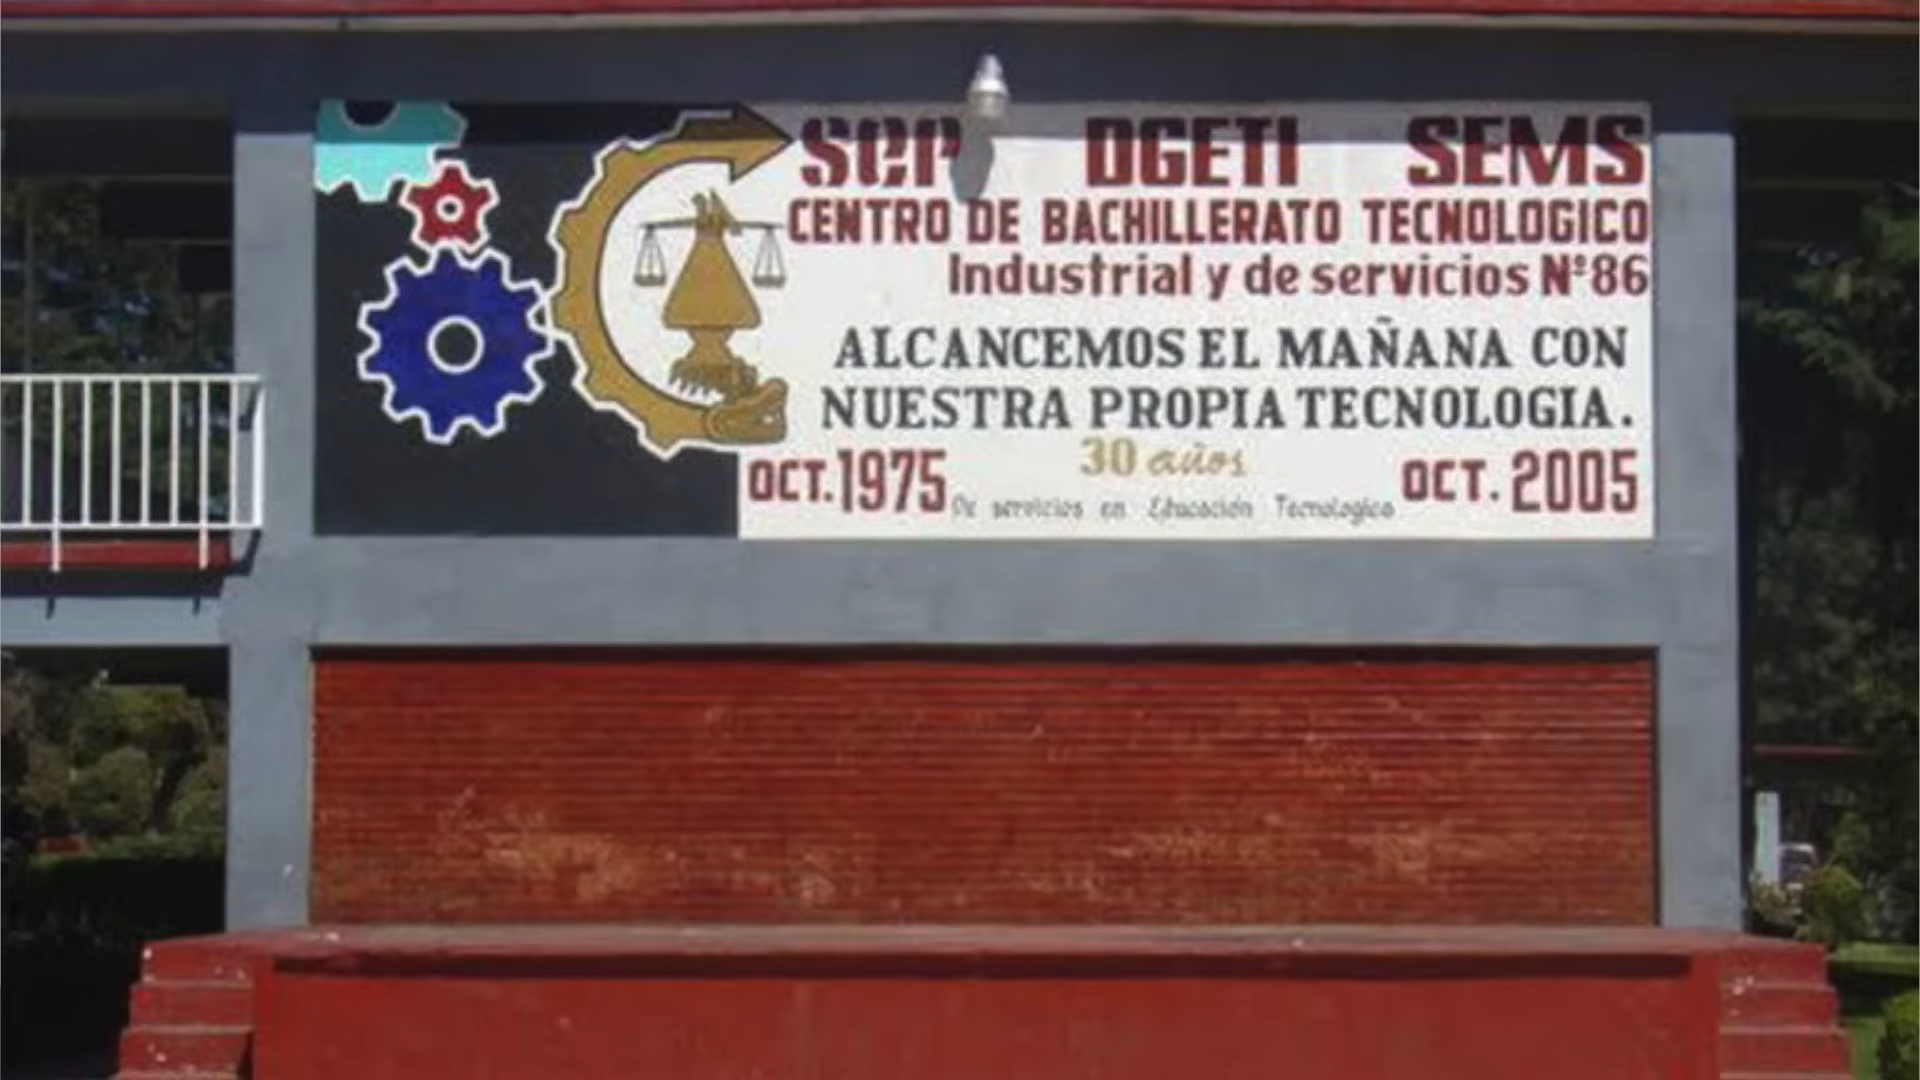 SEP DGETI SEMS
CENTRO DE BACHILLERATO TECNOLOGICO
Industrial y de servicios Nº86
ALCANCEMOS EL MAÑANA CON
NUESTRA PROPIA TECNOLOGIA.
30 años
OCT. 1975 De servicios en Educación Tecnologica OCT. 2005